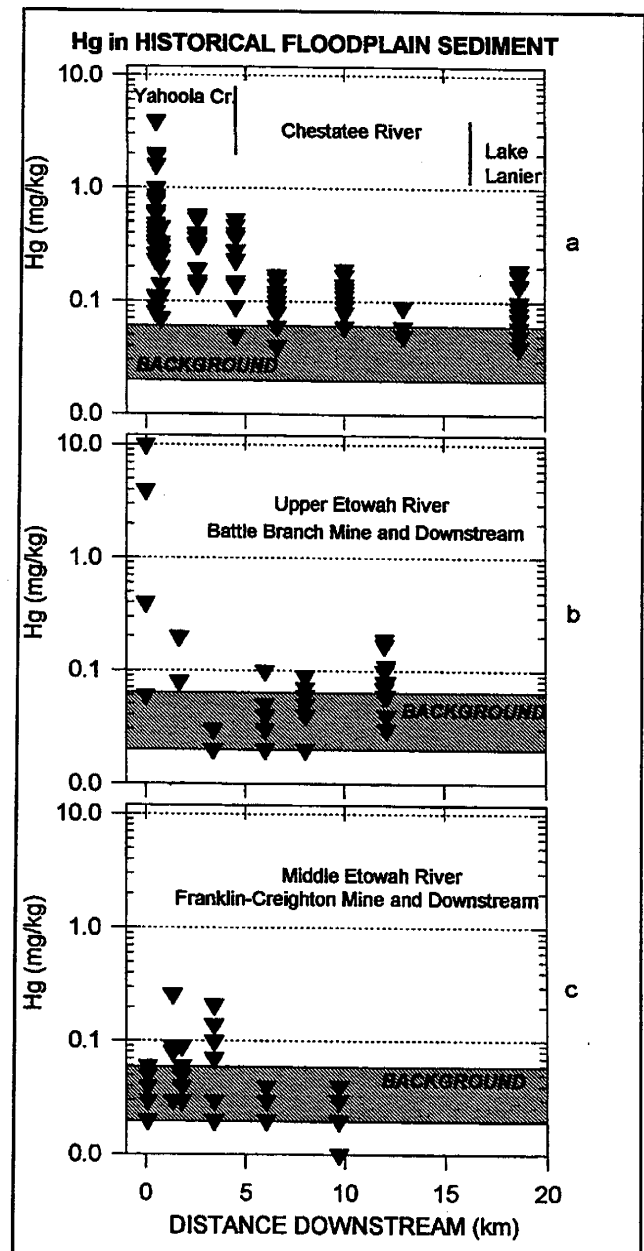 Hg in HISTORICAL FLOODPLAIN SEDIMENT
10.0
Yahoola Cr.
Chestatee River
Lake
Lanier
1.0
Hg (mg/kg)
a
0.1
BACKGROUND
0.0
10.0
Upper Etowah River
Battle Branch Mine and Downstream
1.0
Hg (mg/kg)
b
0.1
BACKGROUND
0.0
10.0
Middle Etowah River
Franklin-Creighton Mine and Downstream
1.0
Hg (mg/kg)
c
0.1
BACKGROUND
0.0
0 5 10 15 20
DISTANCE DOWNSTREAM (km)